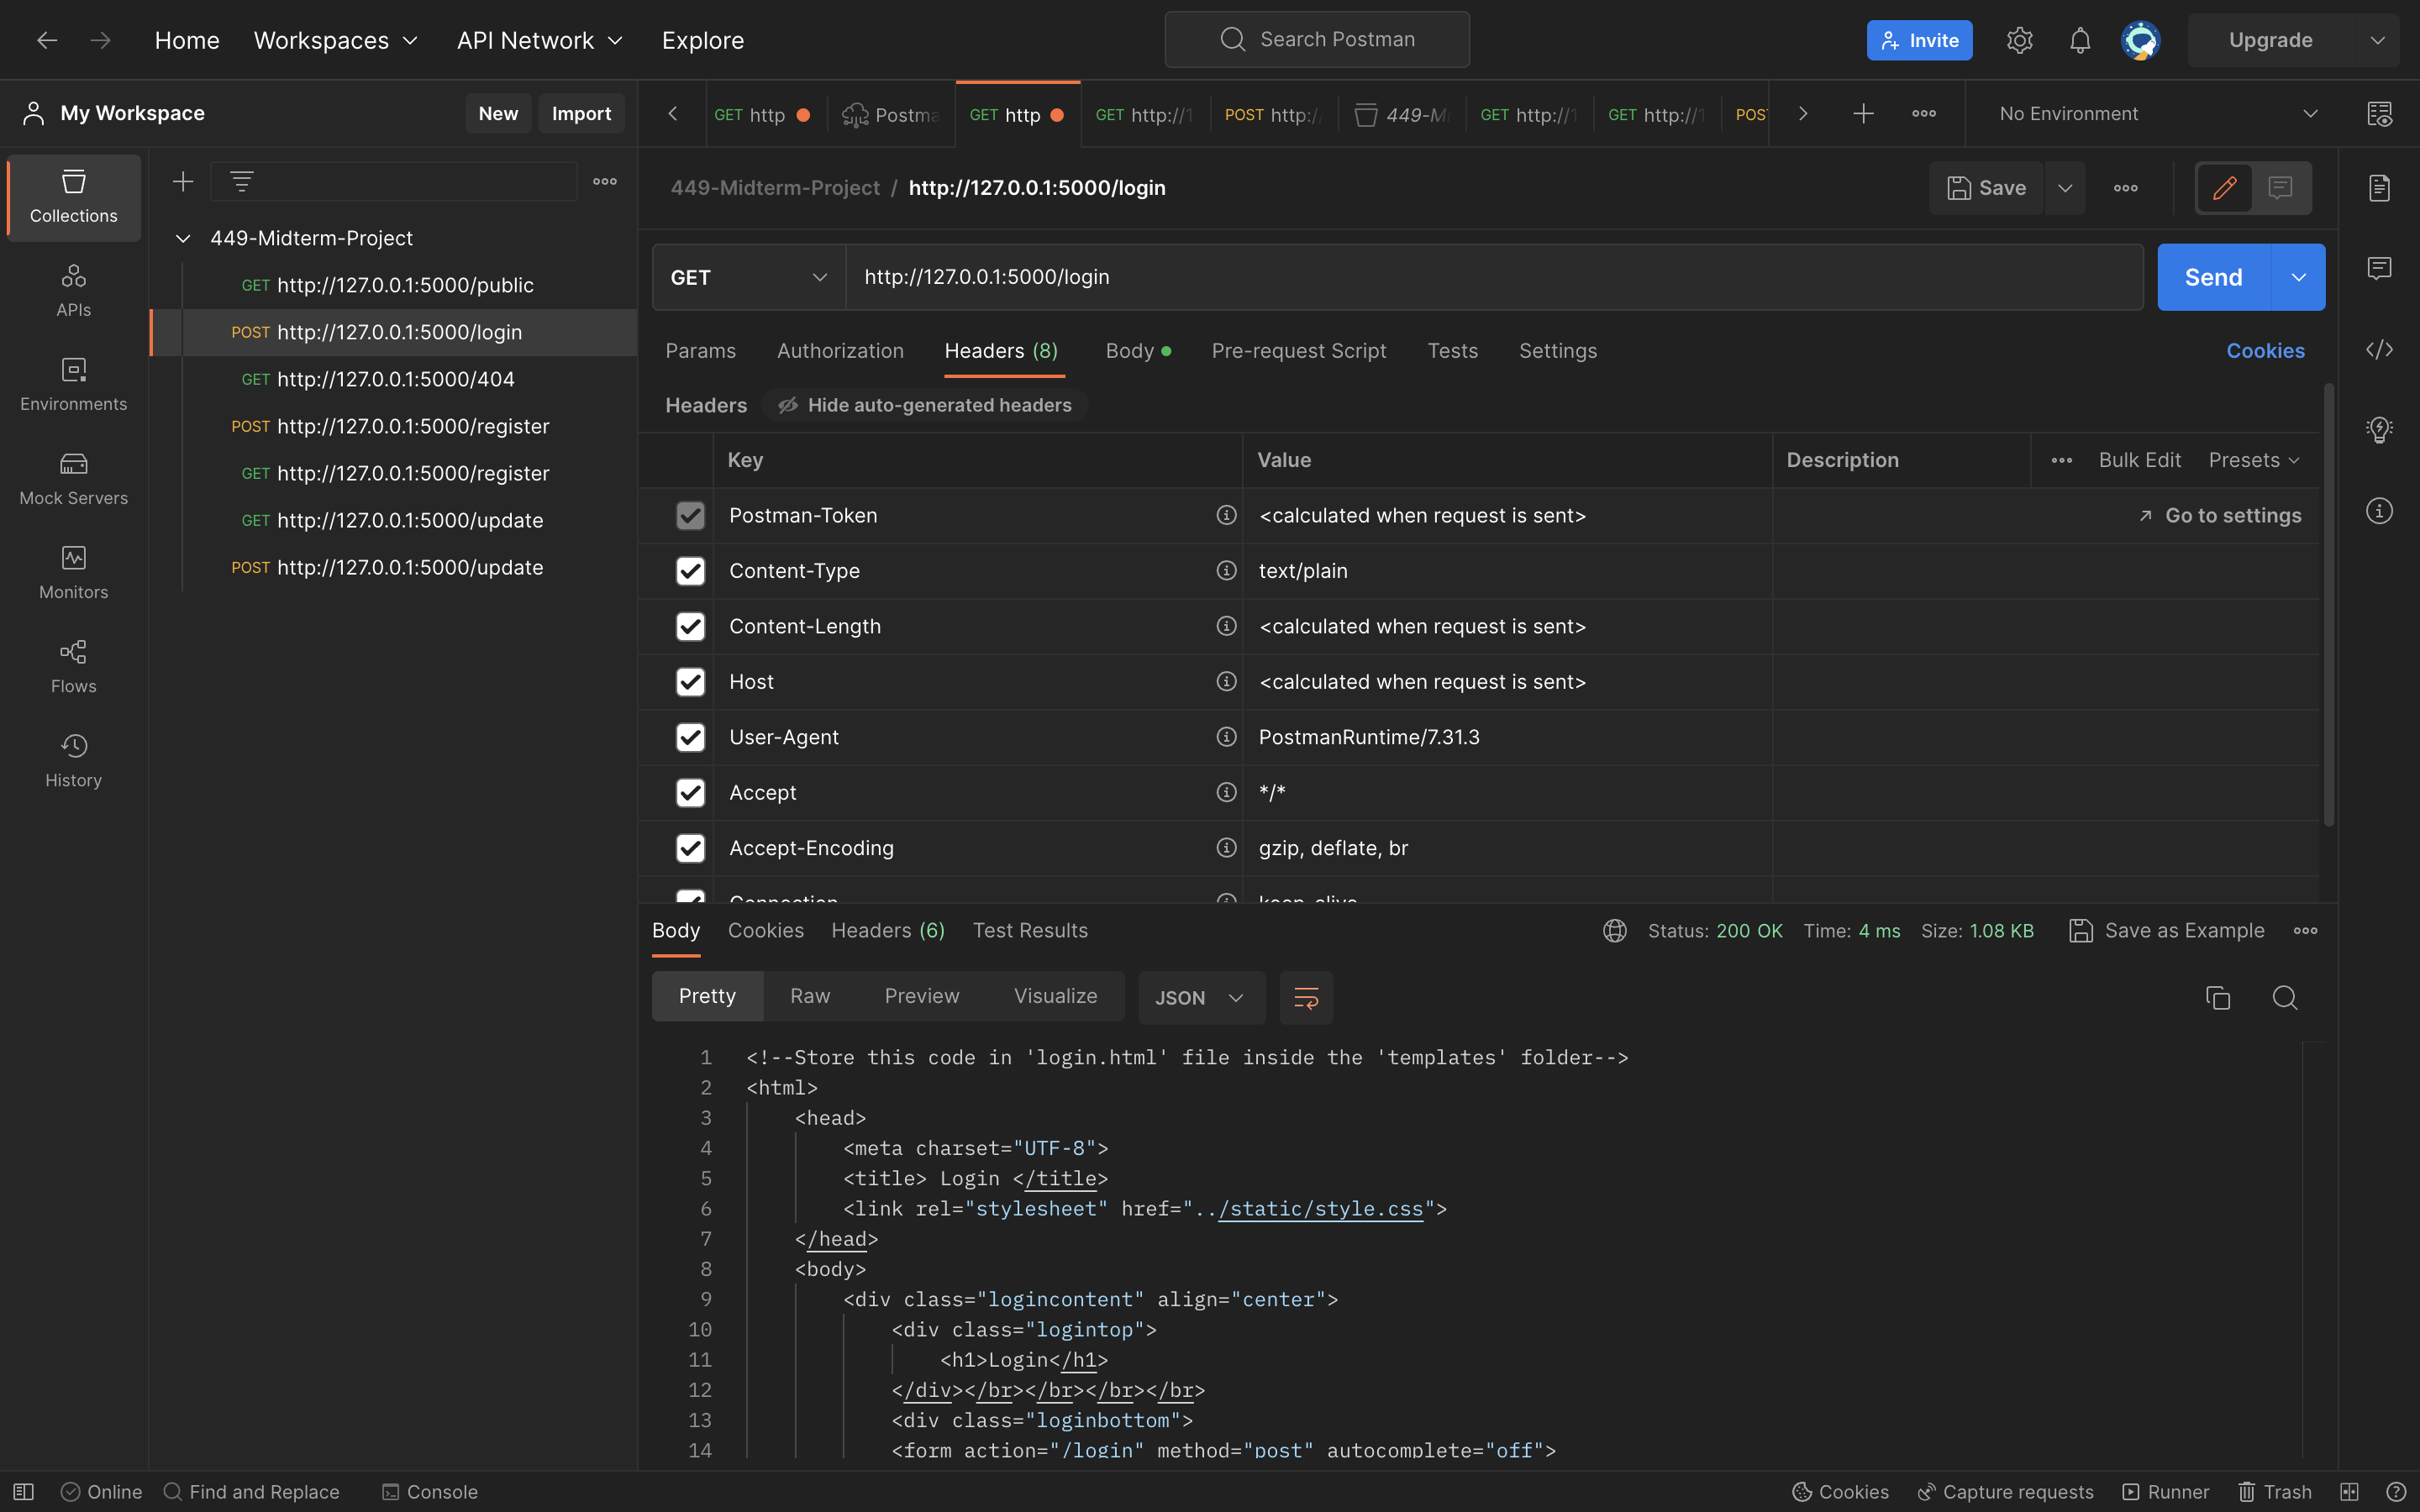 Home Workspaces API Network Explore Search Postman Invite Upgrade
My Workspace New Import GET http Postma GET http GET http://1 POST http:/ 449-M GET http://1 GET http://1 POS No Environment
Collections
APIs
Environments
Mock Servers
Monitors
Flows
History
449-Midterm-Project
GET http://127.0.0.1:5000/public
POST http://127.0.0.1:5000/login
GET http://127.0.0.1:5000/404
POST http://127.0.0.1:5000/register
GET http://127.0.0.1:5000/register
GET http://127.0.0.1:5000/update
POST http://127.0.0.1:5000/update
449-Midterm-Project / http://127.0.0.1:5000/login Save
GET http://127.0.0.1:5000/login Send
Params Authorization Headers (8) Body Pre-request Script Tests Settings Cookies
Headers Hide auto-generated headers
Key Value Description Bulk Edit Presets
Postman-Token <calculated when request is sent> Go to settings
Content-Type text/plain
Content-Length <calculated when request is sent>
Host <calculated when request is sent>
User-Agent PostmanRuntime/7.31.3
Accept */*
Accept-Encoding gzip, deflate, br
Connection keep-alive
Body Cookies Headers (6) Test Results Status: 200 OK Time: 4 ms Size: 1.08 KB Save as Example
Pretty Raw Preview Visualize JSON
1 <!--Store this code in 'login.html' file inside the 'templates' folder-->
2 <html>
3 <head>
4 <meta charset="UTF-8">
5 <title> Login </title>
6 <link rel="stylesheet" href="../static/style.css">
7 </head>
8 <body>
9 <div class="logincontent" align="center">
10 <div class="logintop">
11 <h1>Login</h1>
12 </div></br></br></br></br>
13 <div class="loginbottom">
14 <form action="/login" method="post" autocomplete="off">
Online Find and Replace Console Cookies Capture requests Runner Trash